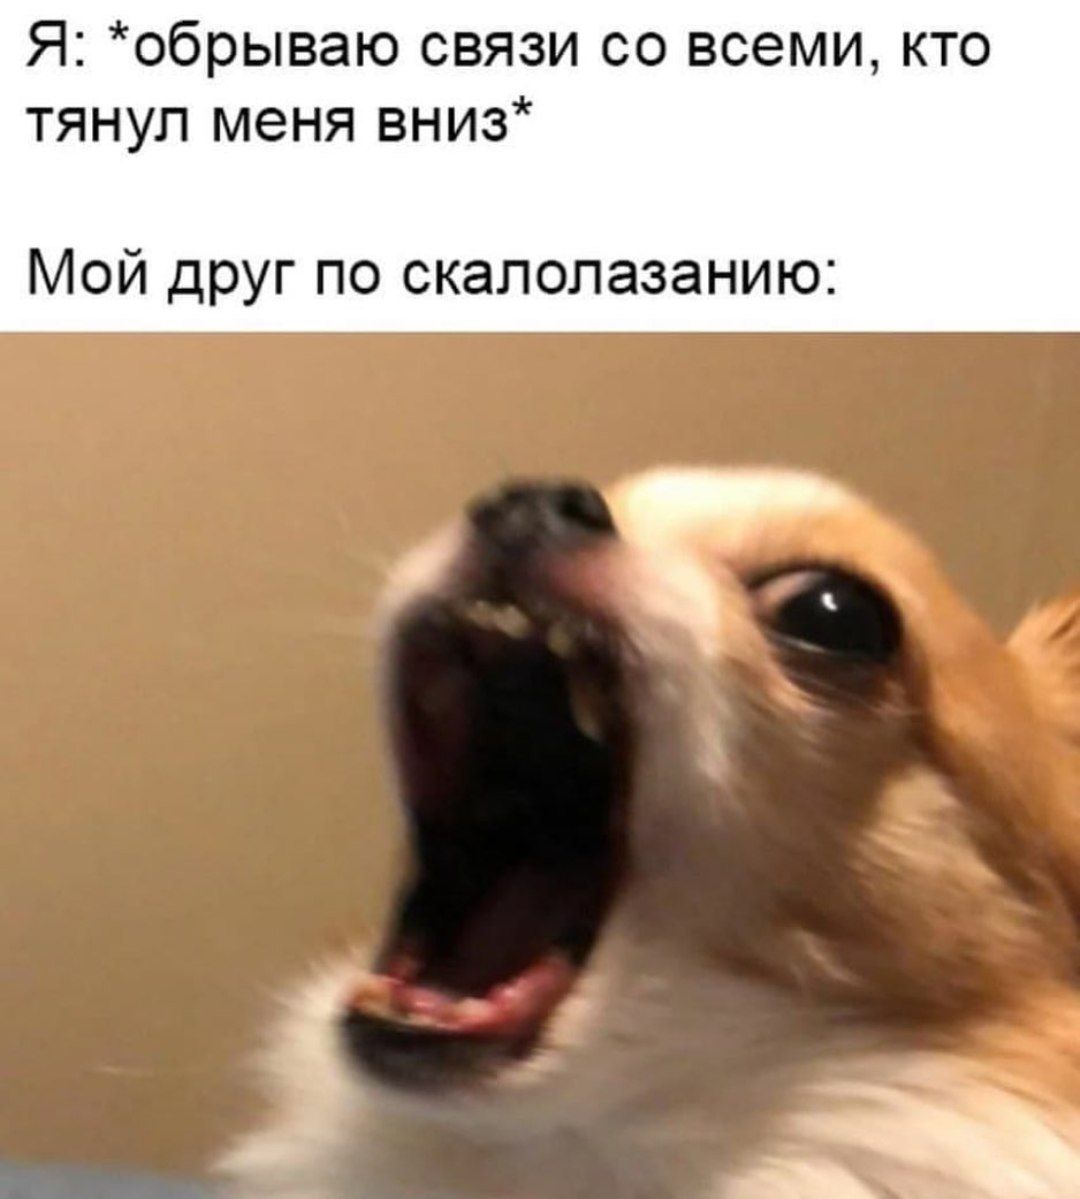 Я: *обрываю связи со всеми, кто
тянул меня вниз*
Мой друг по скалолазанию: